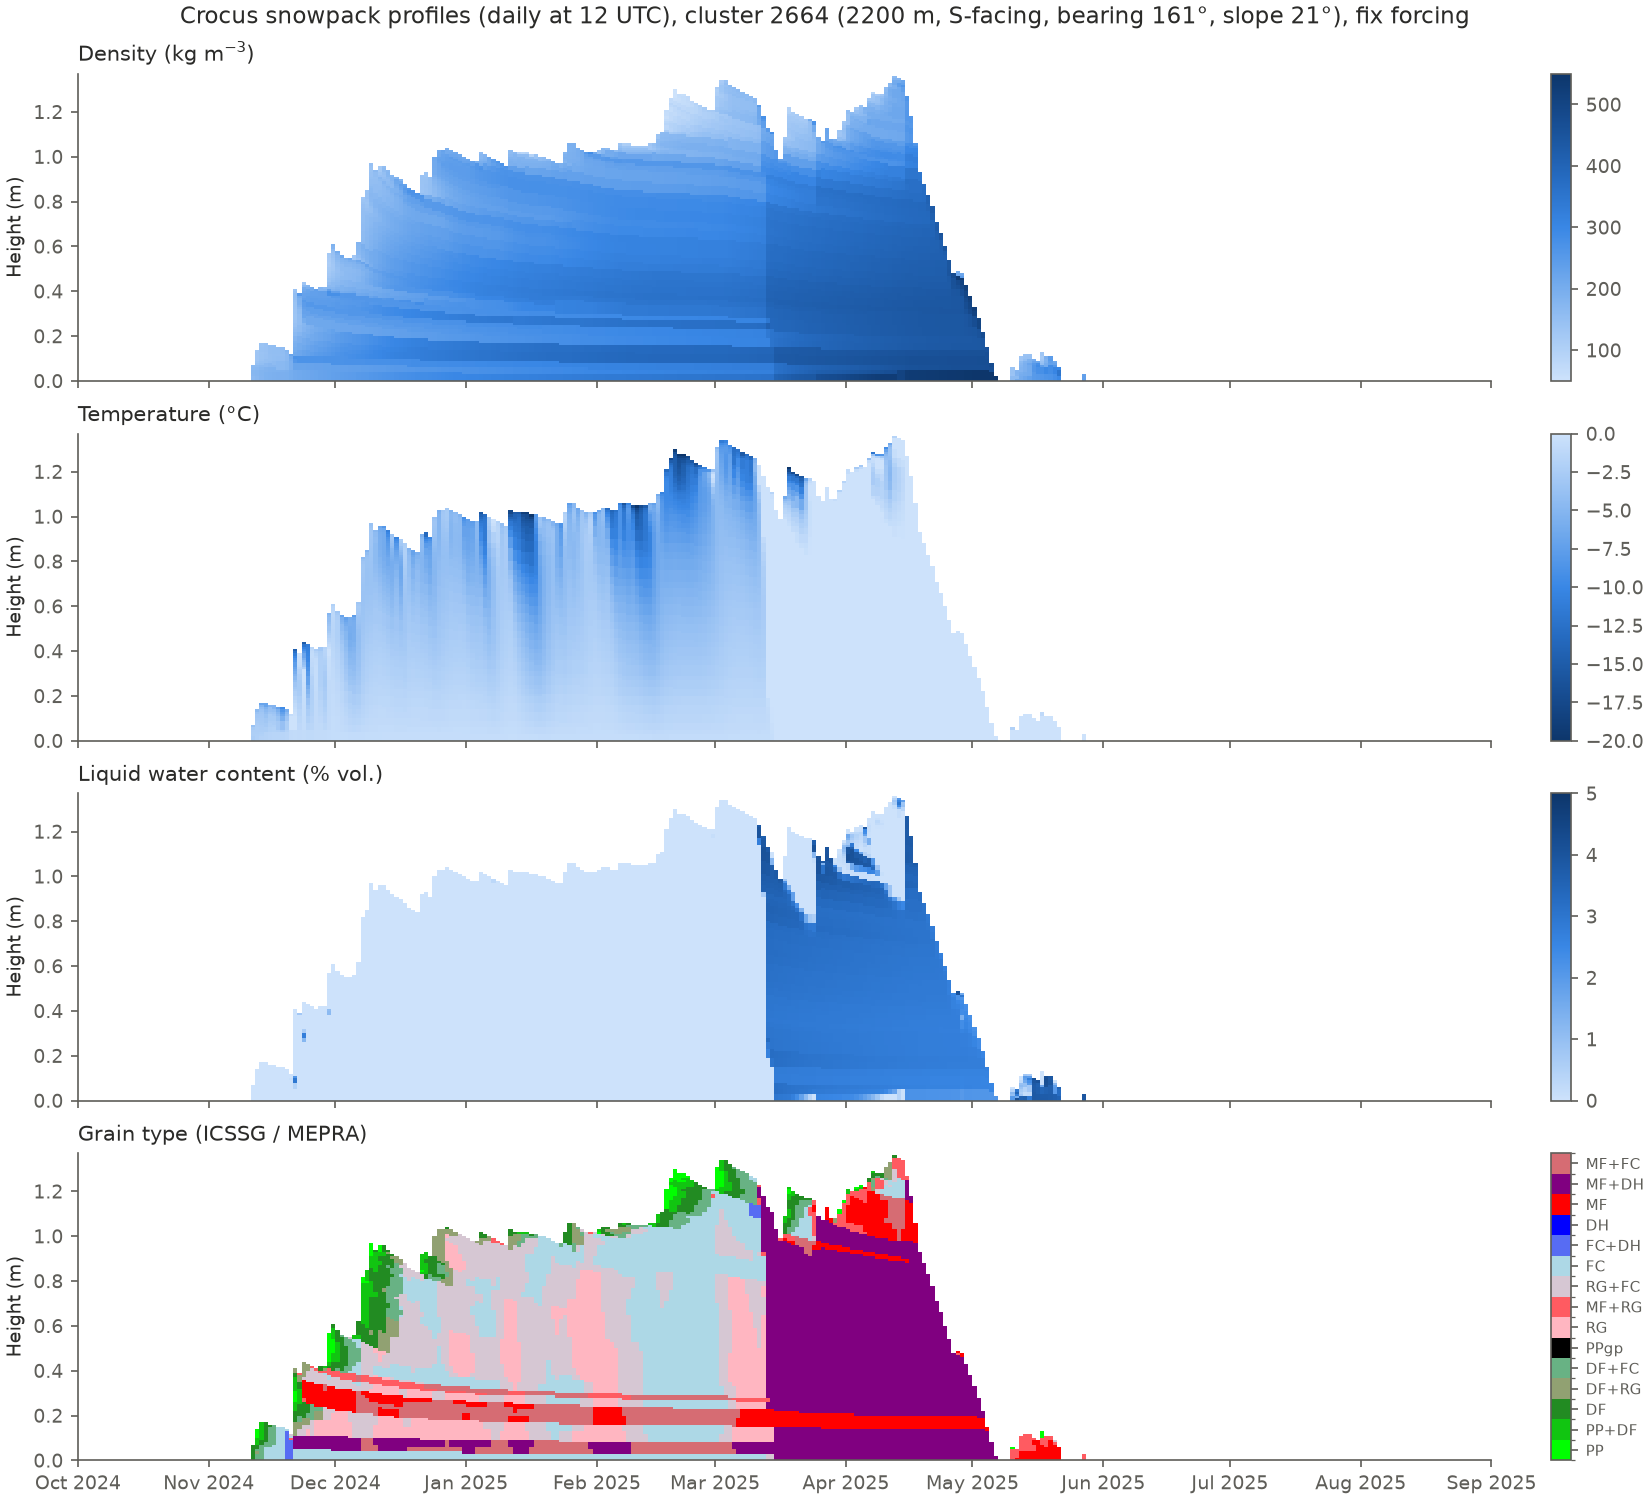 Crocus snowpack profiles (daily at 12 UTC), cluster 2664 (2200 m, S-facing, bearing 161°, slope 21°), fix forcing
Density (kg m⁻³)
Height (m)
1.2
1.0
0.8
0.6
0.4
0.2
0.0
500
400
300
200
100
Temperature (°C)
Height (m)
1.2
1.0
0.8
0.6
0.4
0.2
0.0
0.0
−2.5
−5.0
−7.5
−10.0
−12.5
−15.0
−17.5
−20.0
Liquid water content (% vol.)
Height (m)
1.2
1.0
0.8
0.6
0.4
0.2
0.0
5
4
3
2
1
0
Grain type (ICSSG / MEPRA)
Height (m)
1.2
1.0
0.8
0.6
0.4
0.2
0.0
MF+FC
MF+DH
MF
DH
FC+DH
FC
RG+FC
MF+RG
RG
PPgp
DF+FC
DF+RG
DF
PP+DF
PP
Oct 2024 Nov 2024 Dec 2024 Jan 2025 Feb 2025 Mar 2025 Apr 2025 May 2025 Jun 2025 Jul 2025 Aug 2025 Sep 2025